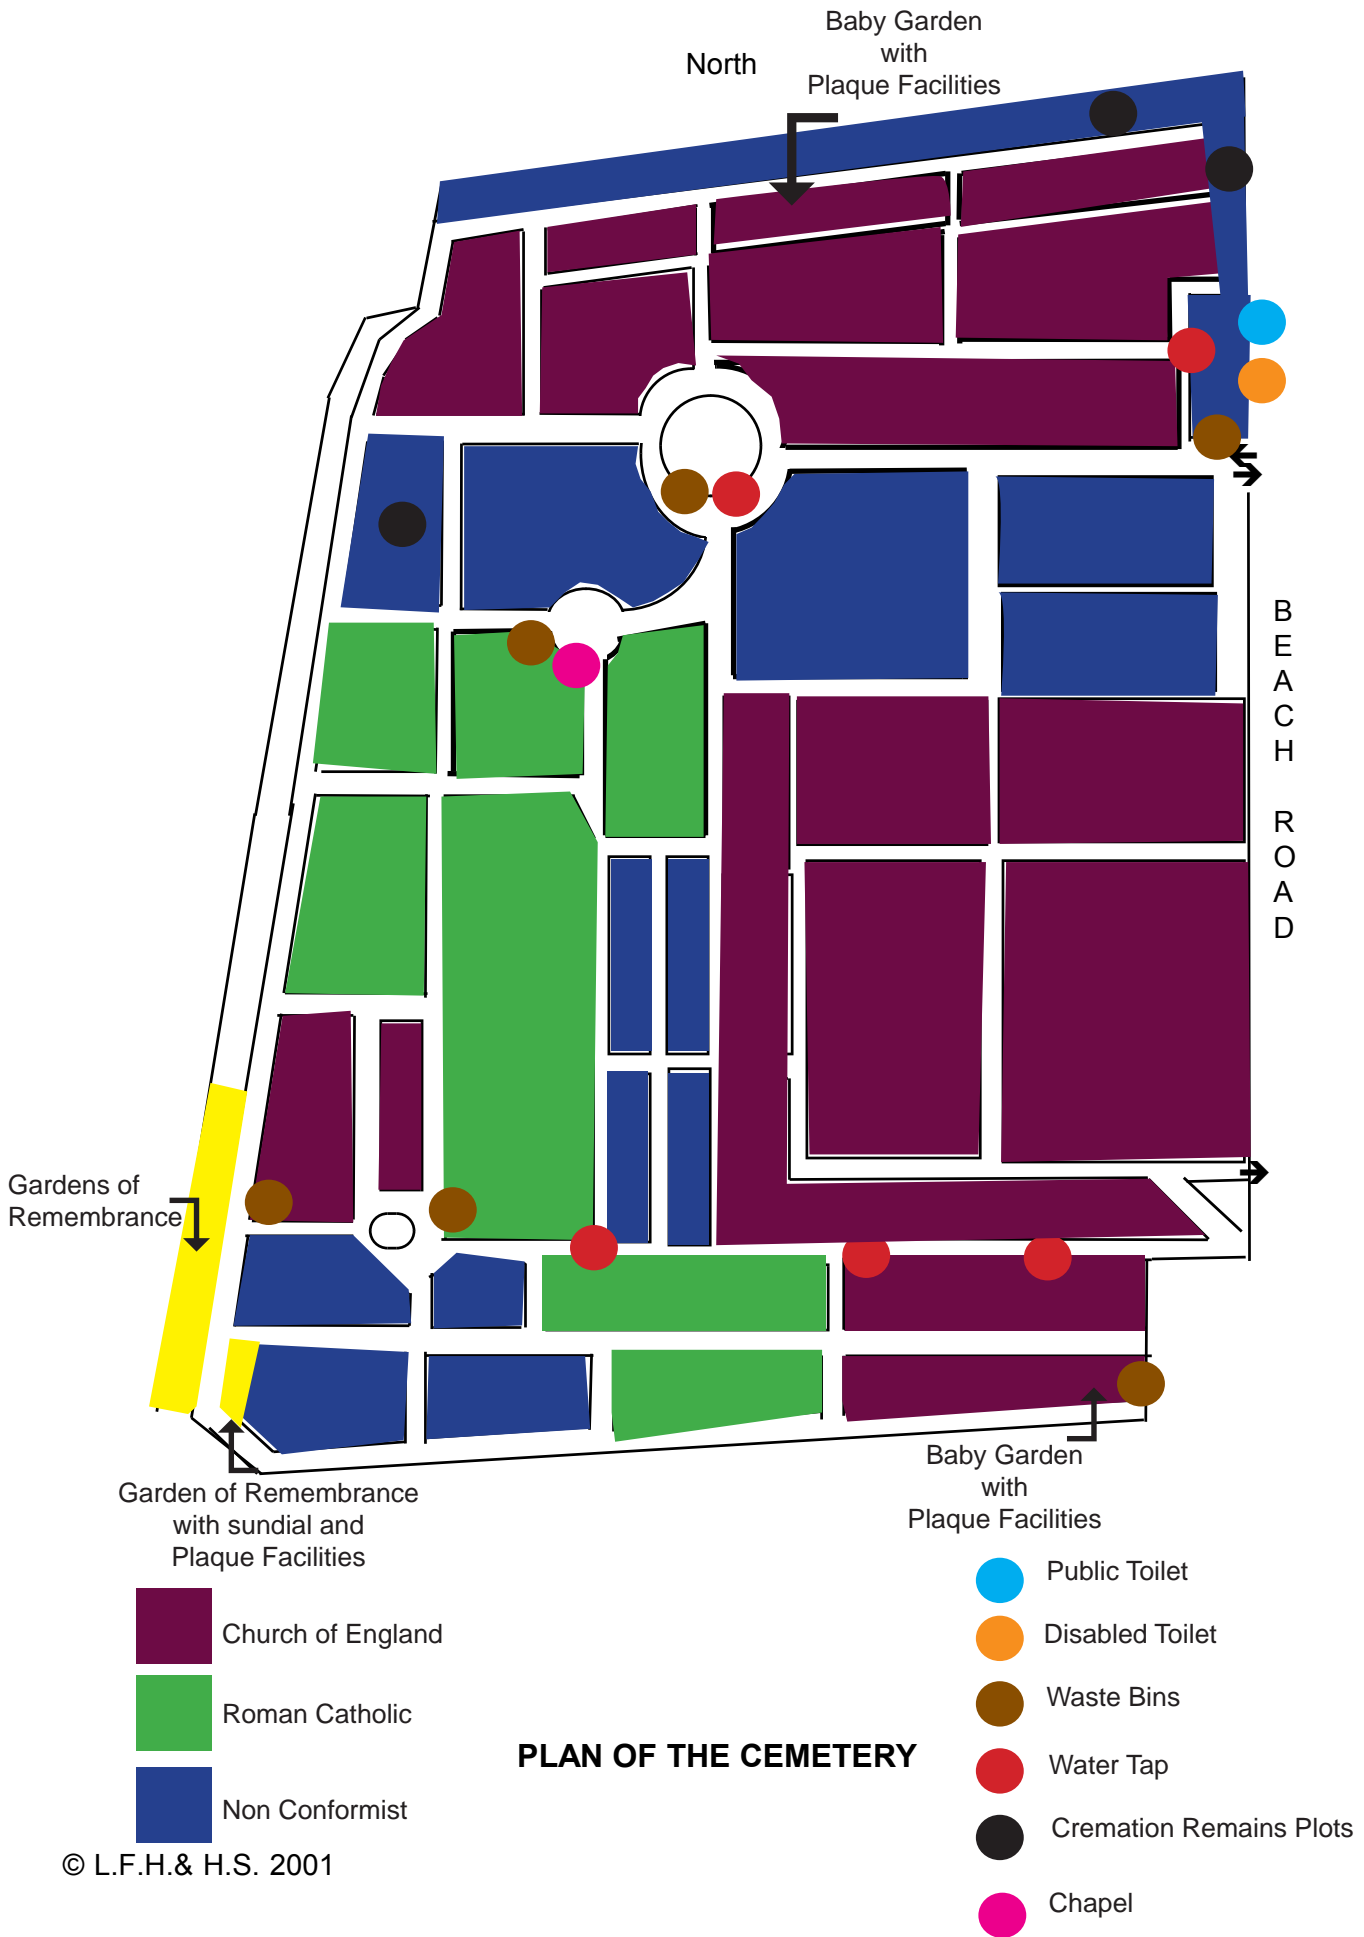 Baby Garden
with
Plaque Facilities
North
BEACH ROAD
Gardens of
Remembrance
Garden of Remembrance
with sundial and
Plaque Facilities
Baby Garden
with
Plaque Facilities
Church of England
Roman Catholic
Non Conformist
© L.F.H.& H.S. 2001
PLAN OF THE CEMETERY
Public Toilet
Disabled Toilet
Waste Bins
Water Tap
Cremation Remains Plots
Chapel